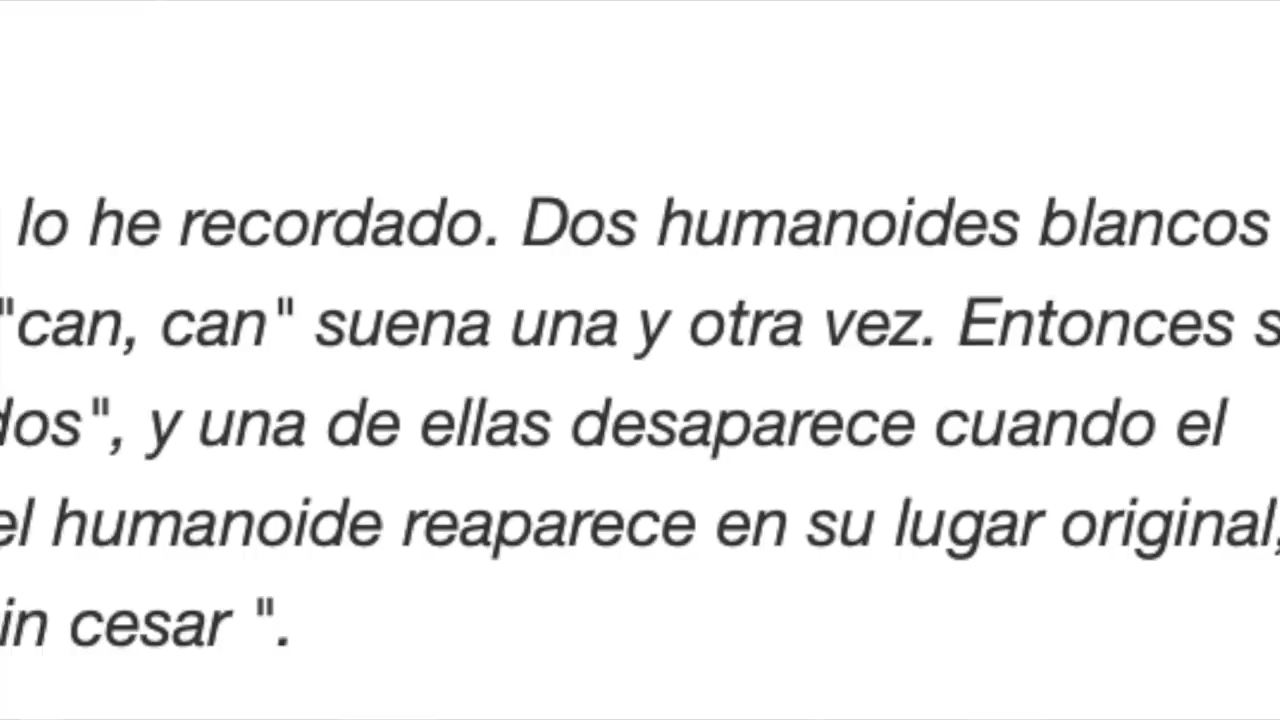 lo he recordado. Dos humanoides blancos
"can, can" suena una y otra vez. Entonces
dos", y una de ellas desaparece cuando el
el humanoide reaparece en su lugar original,
in cesar ".